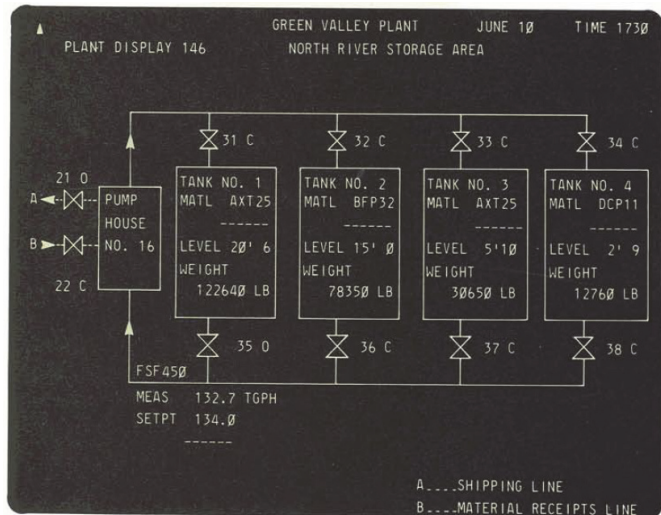 GREEN VALLEY PLANT JUNE 10 TIME 1730
PLANT DISPLAY 146 NORTH RIVER STORAGE AREA
31 C 32 C 33 C 34 C
21 O
A
PUMP HOUSE NO. 16
B
22 C
TANK NO. 1
MATL AXT25
------
LEVEL 20' 6
WEIGHT
122640 LB
TANK NO. 2
MATL BFP32
------
LEVEL 15' 0
WEIGHT
78350 LB
TANK NO. 3
MATL AXT25
------
LEVEL 5'10
WEIGHT
30650 LB
TANK NO. 4
MATL DCP11
------
LEVEL 2' 9
WEIGHT
12760 LB
35 O 36 C 37 C 38 C
FSF450
MEAS 132.7 TGPH
SETPT 134.0
------
A....SHIPPING LINE
B....MATERIAL RECEIPTS LINE